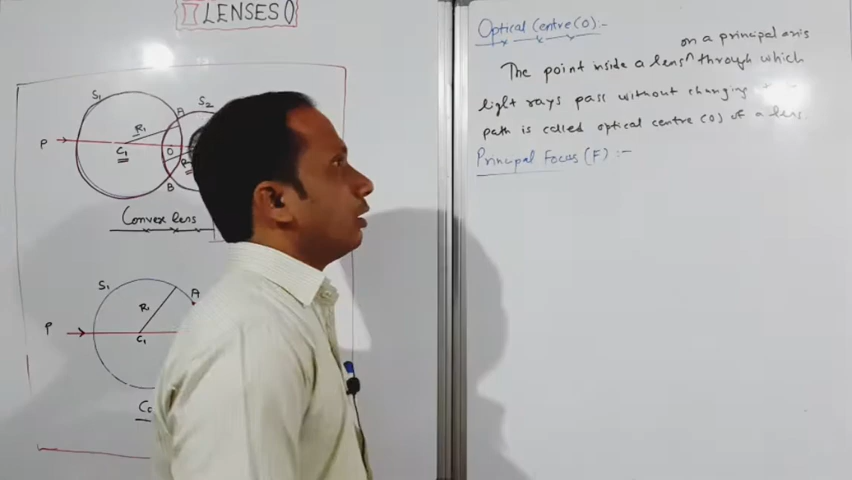 LENSES
S1
A
S2
R1
P
C1
O
B
Convex lens
S1
A
R1
P
C1
Optical Centre (O) :-
on a principal axis
The point inside a lens ^ through which
light rays pass without changing
path is called optical centre (O) of a lens.
Principal Focus (F) :-